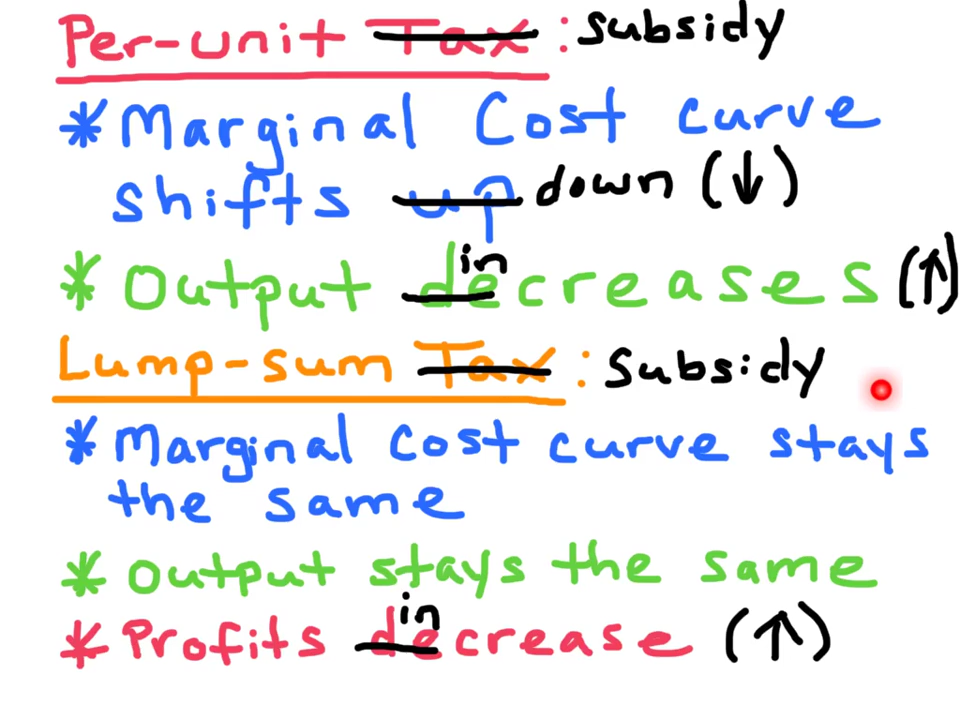 Per-unit Tax : subsidy
* Marginal Cost curve
shifts up down (↓)
* Output decreases in (↑)
Lump-sum Tax : Subsidy
* Marginal Cost curve stays
the same
* Output stays the same
* Profits decrease in (↑)